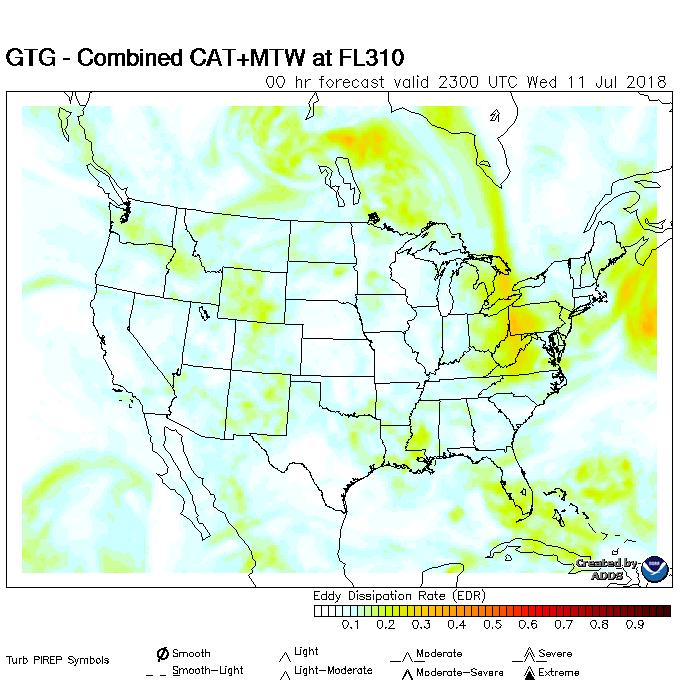 GTG - Combined CAT+MTW at FL310
00 hr forecast valid 2300 UTC Wed 11 Jul 2018
Created by
ADDS
NOAA
Eddy Dissipation Rate (EDR)
0.1 0.2 0.3 0.4 0.5 0.6 0.7 0.8 0.9
Turb PIREP Symbols
Smooth Light Moderate Severe
Smooth-Light Light-Moderate Moderate-Severe Extreme